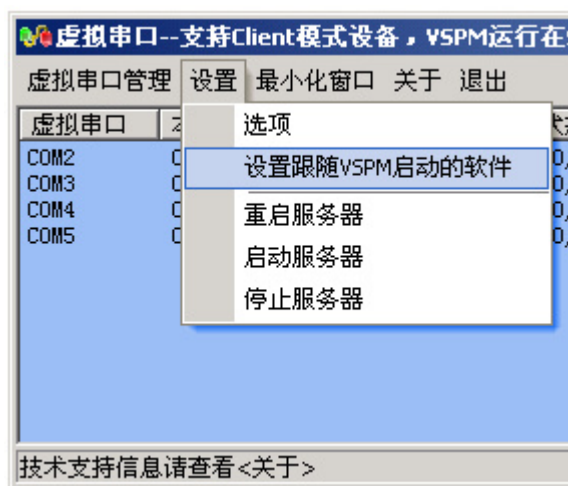 虚拟串口--支持Client模式设备，VSPM运行在
虚拟串口管理 设置 最小化窗口 关于 退出
虚拟串口
选项
COM2
设置跟随VSPM启动的软件
COM3
COM4
重启服务器
COM5
启动服务器
停止服务器
技术支持信息请查看<关于>